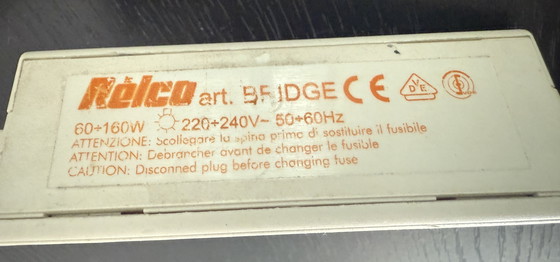 Relco art. BRIDGE CE VDE
60÷160W 220÷240V~ 50÷60Hz
ATTENZIONE: Scollegare la spina prima di sostituire il fusibile
ATTENTION: Debrancher avant de changer le fusible
CAUTION: Disconned plug before changing fuse